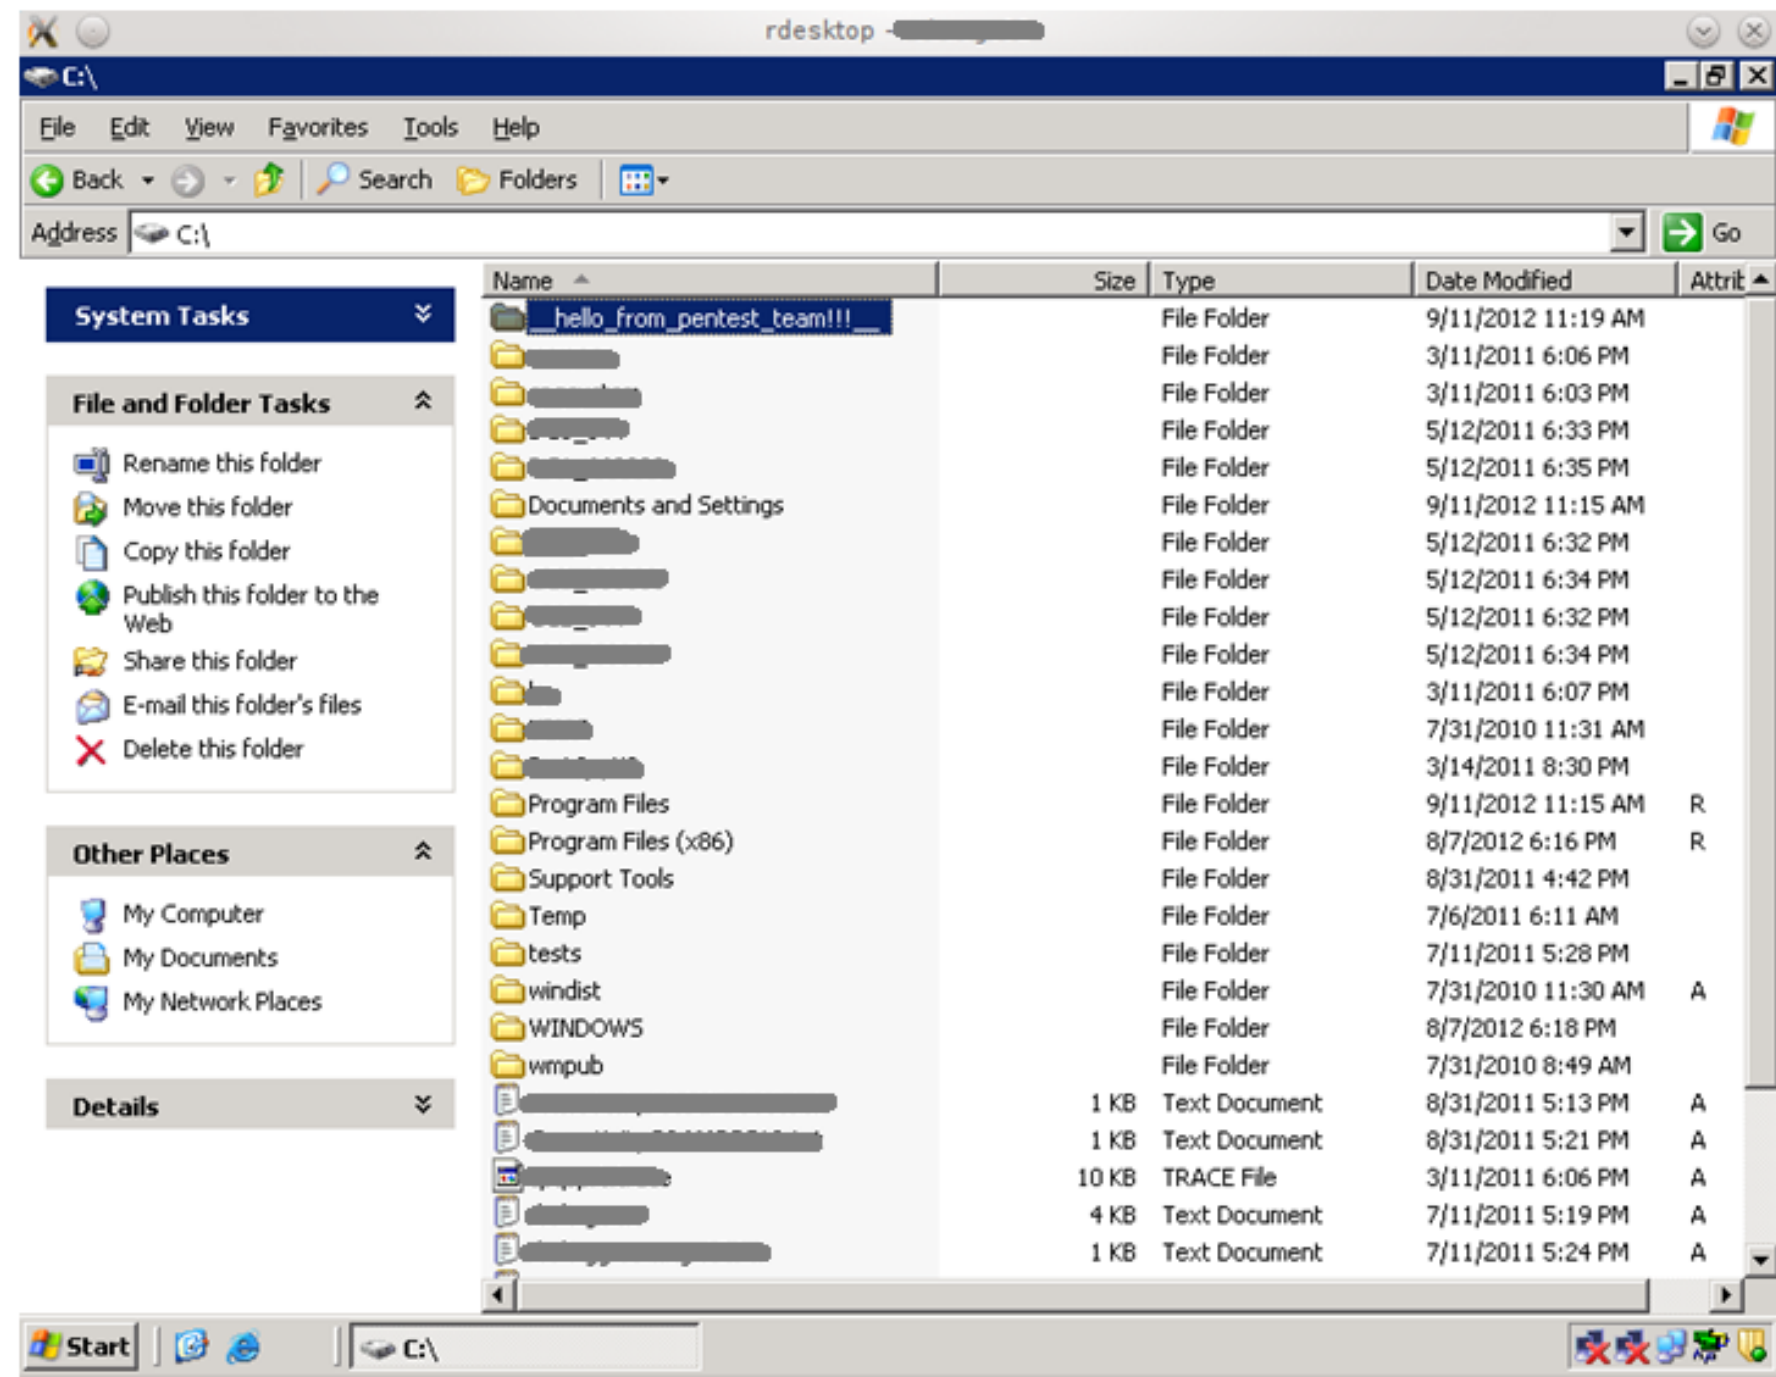 rdesktop -
C:\
File Edit View Favorites Tools Help
Back Search Folders
Address C:\ Go
Name Size Type Date Modified Attrib
System Tasks
File and Folder Tasks
Rename this folder
Move this folder
Copy this folder
Publish this folder to the
Web
Share this folder
E-mail this folder's files
Delete this folder
Other Places
My Computer
My Documents
My Network Places
Details
__hello_from_pentest_team!!!__ File Folder 9/11/2012 11:19 AM
File Folder 3/11/2011 6:06 PM
File Folder 3/11/2011 6:03 PM
File Folder 5/12/2011 6:33 PM
File Folder 5/12/2011 6:35 PM
Documents and Settings File Folder 9/11/2012 11:15 AM
File Folder 5/12/2011 6:32 PM
File Folder 5/12/2011 6:34 PM
File Folder 5/12/2011 6:32 PM
File Folder 5/12/2011 6:34 PM
File Folder 3/11/2011 6:07 PM
File Folder 7/31/2010 11:31 AM
File Folder 3/14/2011 8:30 PM
Program Files File Folder 9/11/2012 11:15 AM R
Program Files (x86) File Folder 8/7/2012 6:16 PM R
Support Tools File Folder 8/31/2011 4:42 PM
Temp File Folder 7/6/2011 6:11 AM
tests File Folder 7/11/2011 5:28 PM
windist File Folder 7/31/2010 11:30 AM A
WINDOWS File Folder 8/7/2012 6:18 PM
wmpub File Folder 7/31/2010 8:49 AM
1 KB Text Document 8/31/2011 5:13 PM A
1 KB Text Document 8/31/2011 5:21 PM A
10 KB TRACE File 3/11/2011 6:06 PM A
4 KB Text Document 7/11/2011 5:19 PM A
1 KB Text Document 7/11/2011 5:24 PM A
Start C:\